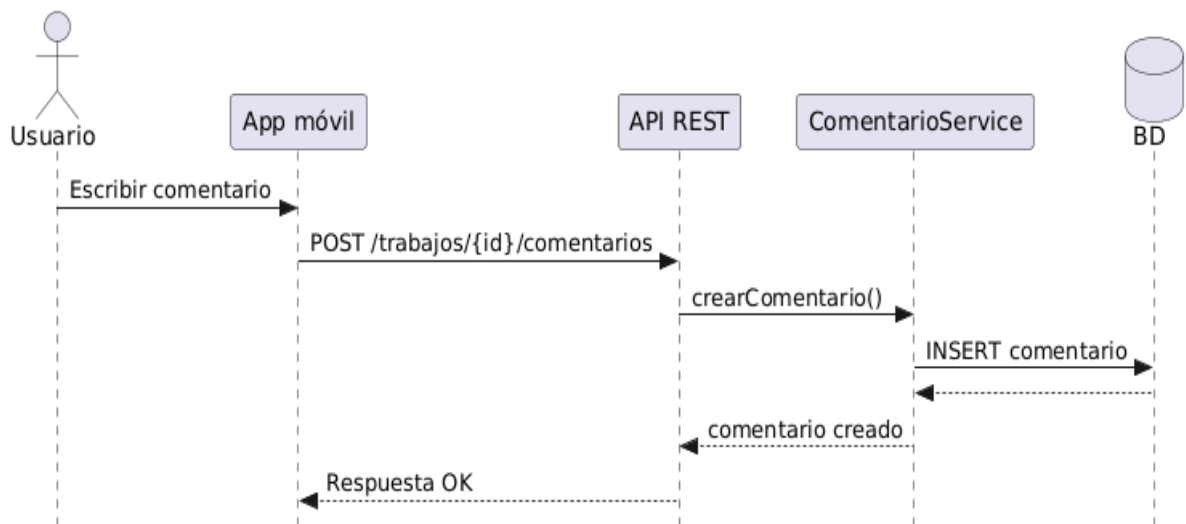 Usuario
App móvil
API REST
ComentarioService
BD
Escribir comentario
POST /trabajos/{id}/comentarios
crearComentario()
INSERT comentario
comentario creado
Respuesta OK